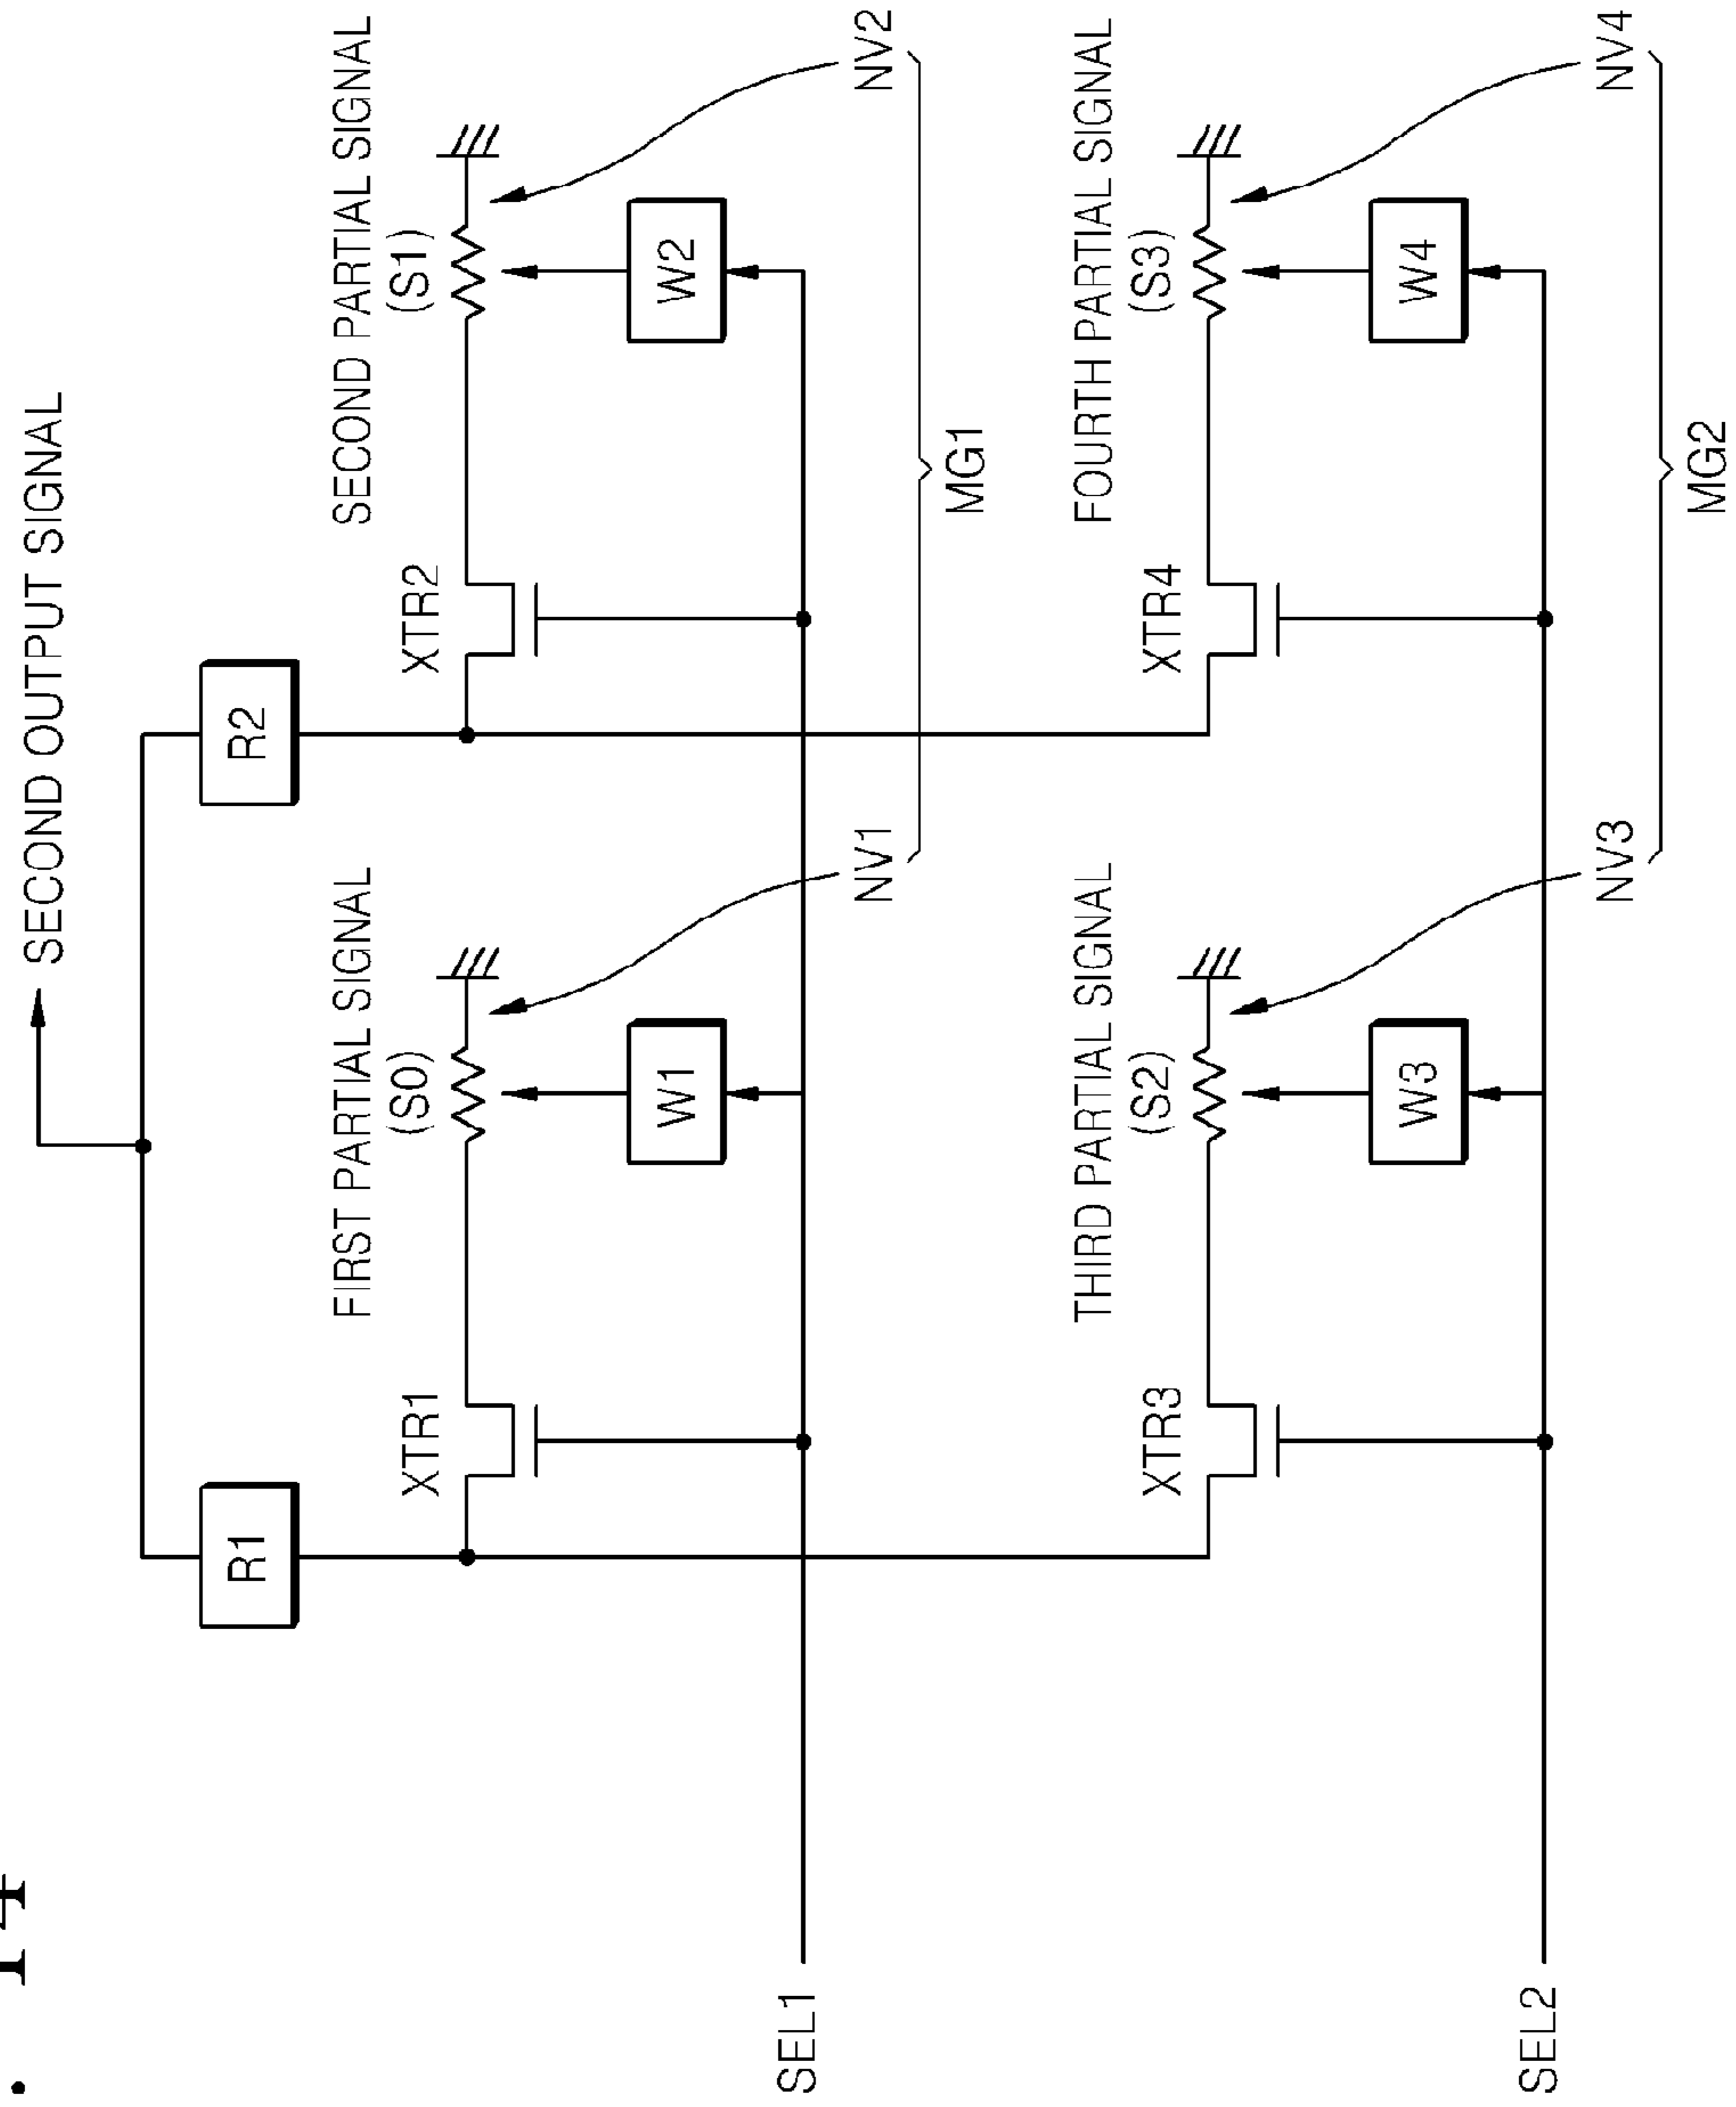 . 14
SECOND OUTPUT SIGNAL
R1
R2
FIRST PARTIAL SIGNAL
(S0)
SECOND PARTIAL SIGNAL
(S1)
XTR1
XTR2
W1
W2
SEL1
NV1
NV2
MG1
THIRD PARTIAL SIGNAL
(S2)
FOURTH PARTIAL SIGNAL
(S3)
XTR3
XTR4
W3
W4
SEL2
NV3
NV4
MG2